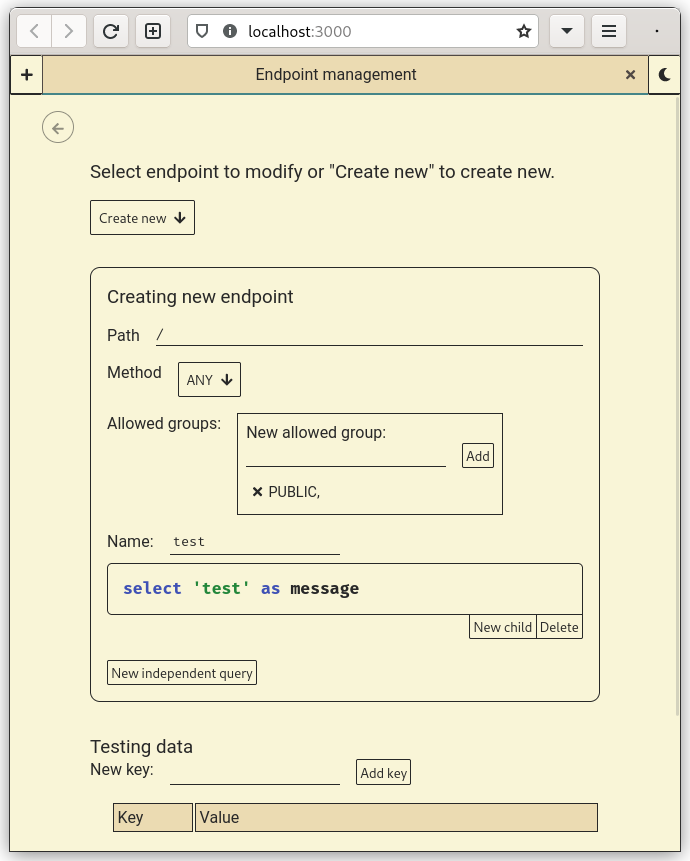 localhost:3000
Endpoint management
Select endpoint to modify or "Create new" to create new.
Create new
Creating new endpoint
Path /
Method ANY
Allowed groups:
New allowed group:
Add
PUBLIC,
Name: test
select 'test' as message
New child Delete
New independent query
Testing data
New key: Add key
Key Value